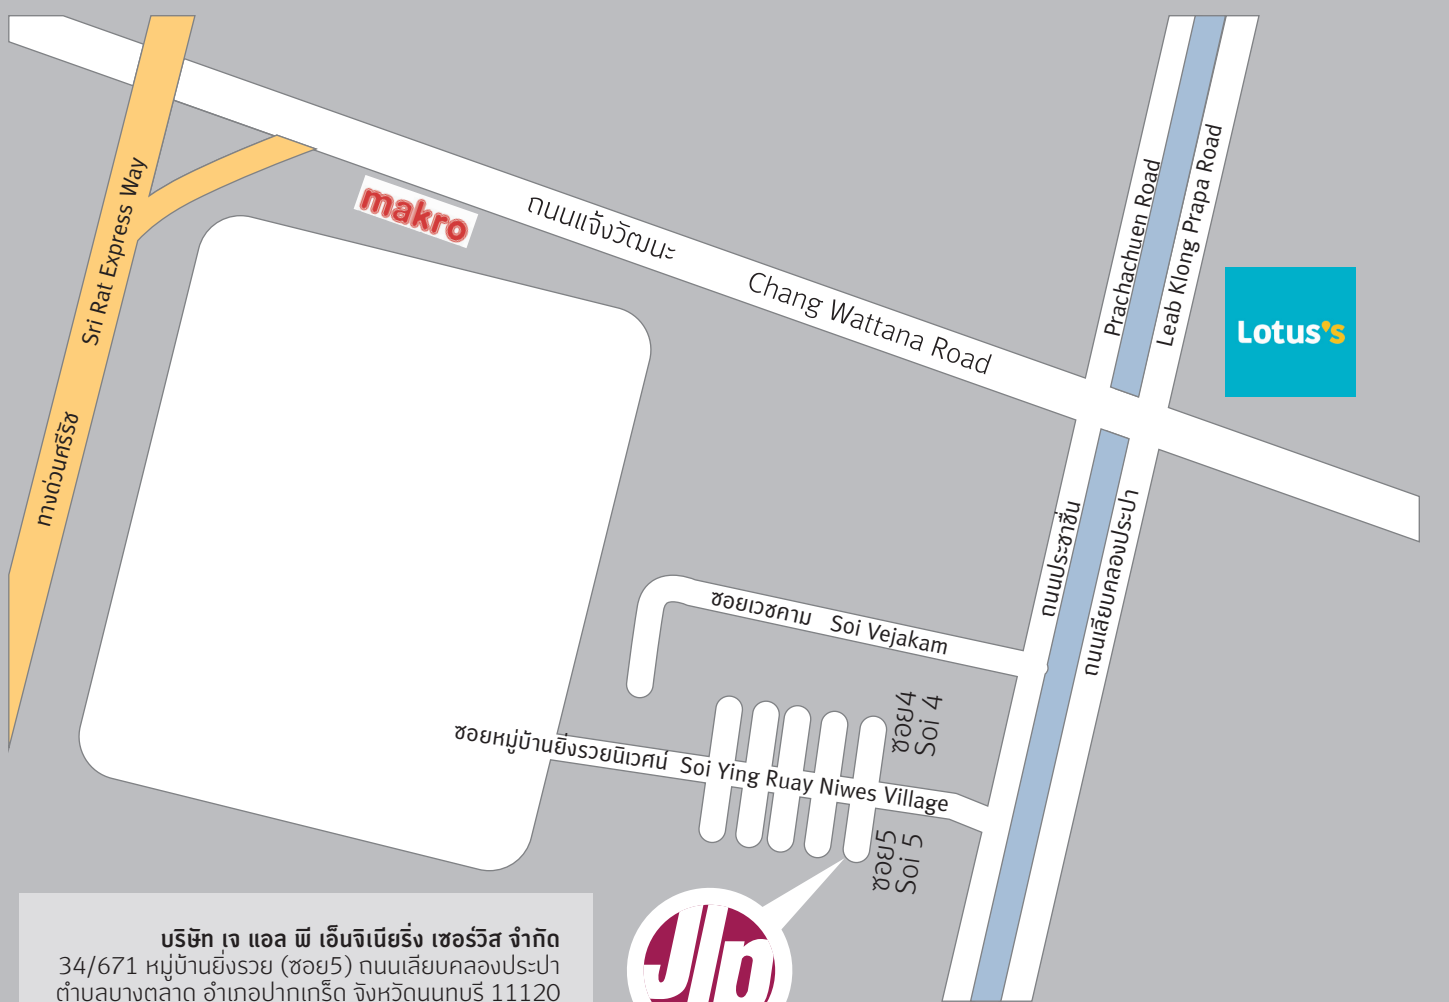 makro
ถนนแจ้งวัฒนะ Chang Wattana Road
Sri Rat Express Way
ทางด่วนศรีรัช
Prachachuen Road
Leab Klong Prapa Road
Lotus's
ถนนประชาชื่น
ถนนเลียบคลองประปา
ซอยเวชคาม Soi Vejakam
ซอย4
Soi 4
ซอยหมู่บ้านยิ่งรวยนิเวศน์ Soi Ying Ruay Niwes Village
ซอย5
Soi 5
Jlp
บริษัท เจ แอล พี เอ็นจิเนียริ่ง เซอร์วิส จำกัด
34/671 หมู่บ้านยิ่งรวย (ซอย5) ถนนเลียบคลองประปา
ตำบลบางตลาด อำเภอปากเกร็ด จังหวัดนนทบุรี 11120